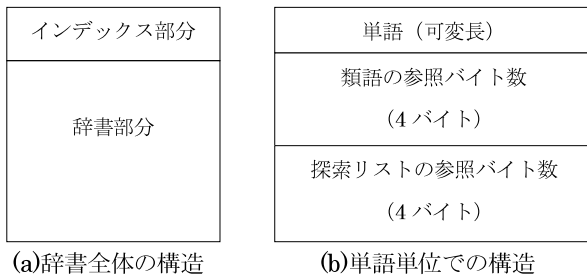 インデックス部分
辞書部分
(a)辞書全体の構造
単語（可変長）
類語の参照バイト数
（4 バイト）
探索リストの参照バイト数
（4 バイト）
(b)単語単位での構造